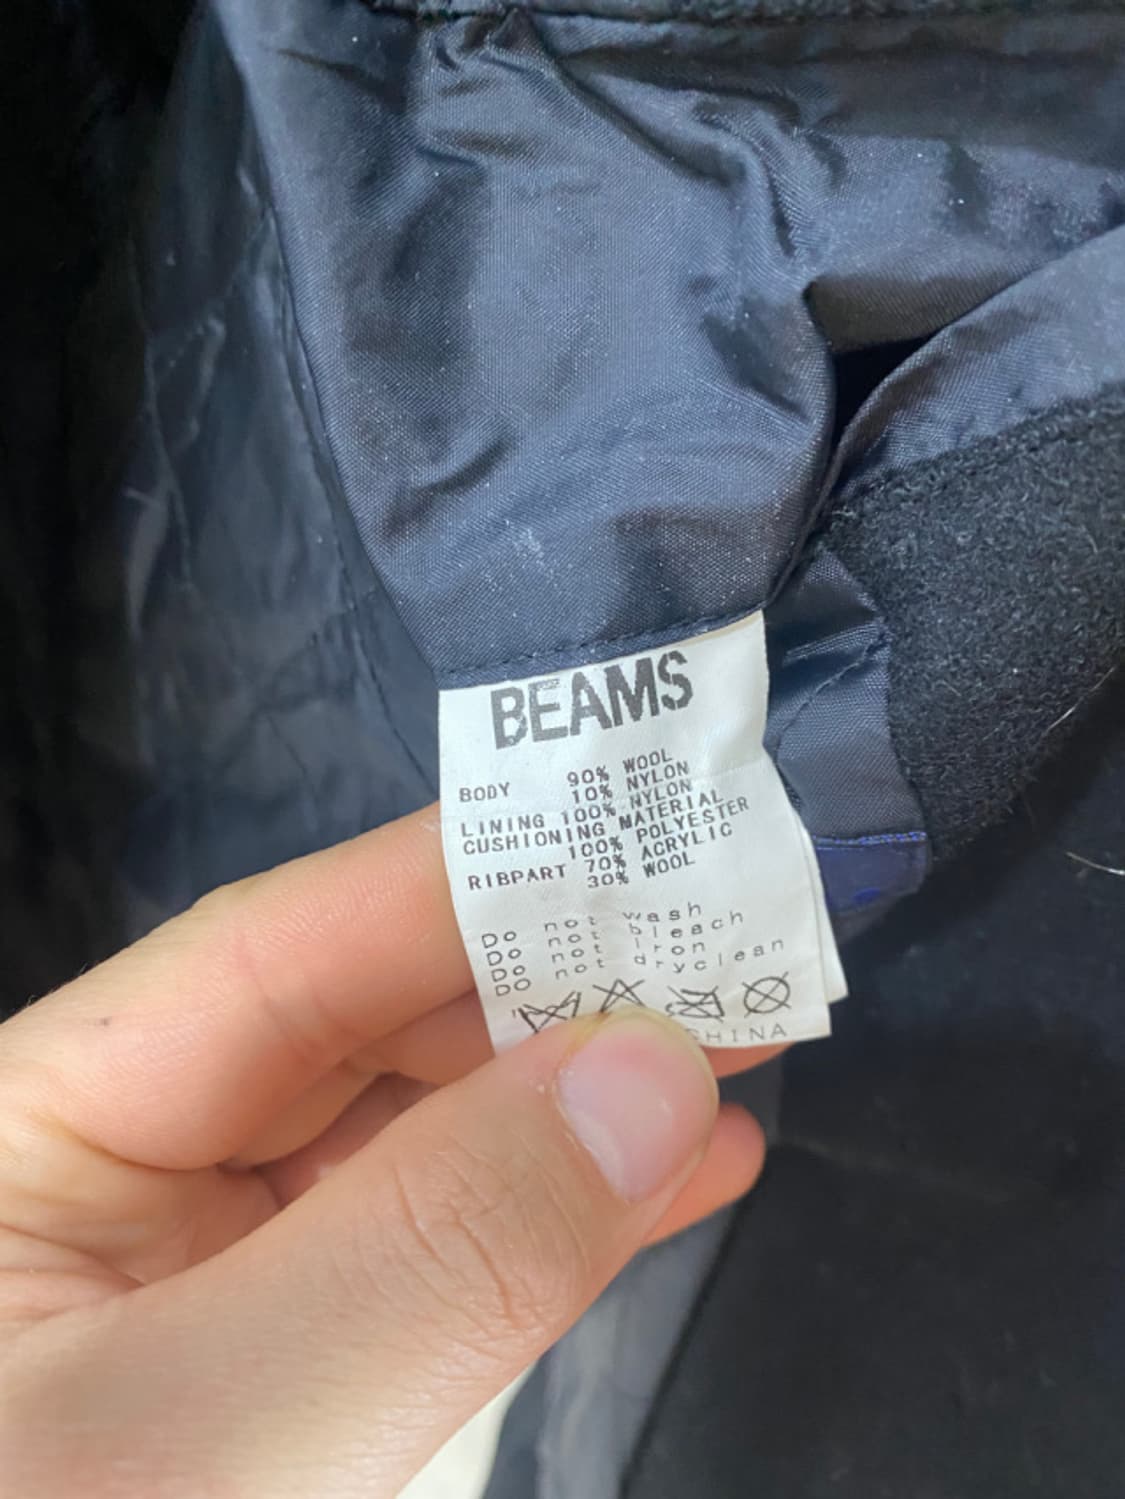 BEAMS
90% WOOL
BODY 10% NYLON
LINING 100% NYLON
CUSHIONING MATERIAL
100% POLYESTER
RIBPART 70% ACRYLIC
30% WOOL
Do not wash
Do not bleach
Do not iron
DO not dryclean
CHINA